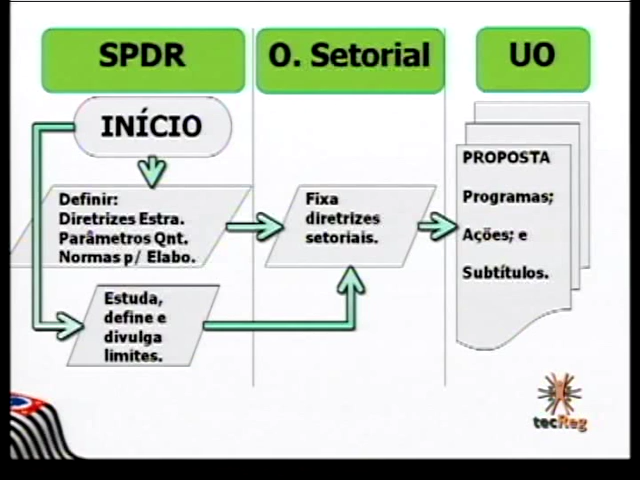 SPDR
O. Setorial
UO
INÍCIO
Definir:
Diretrizes Estra.
Parâmetros Qnt.
Normas p/ Elabo.
Fixa
diretrizes
setoriais.
PROPOSTA
Programas;
Ações; e
Subtítulos.
Estuda,
define e
divulga
limites.
tecReg